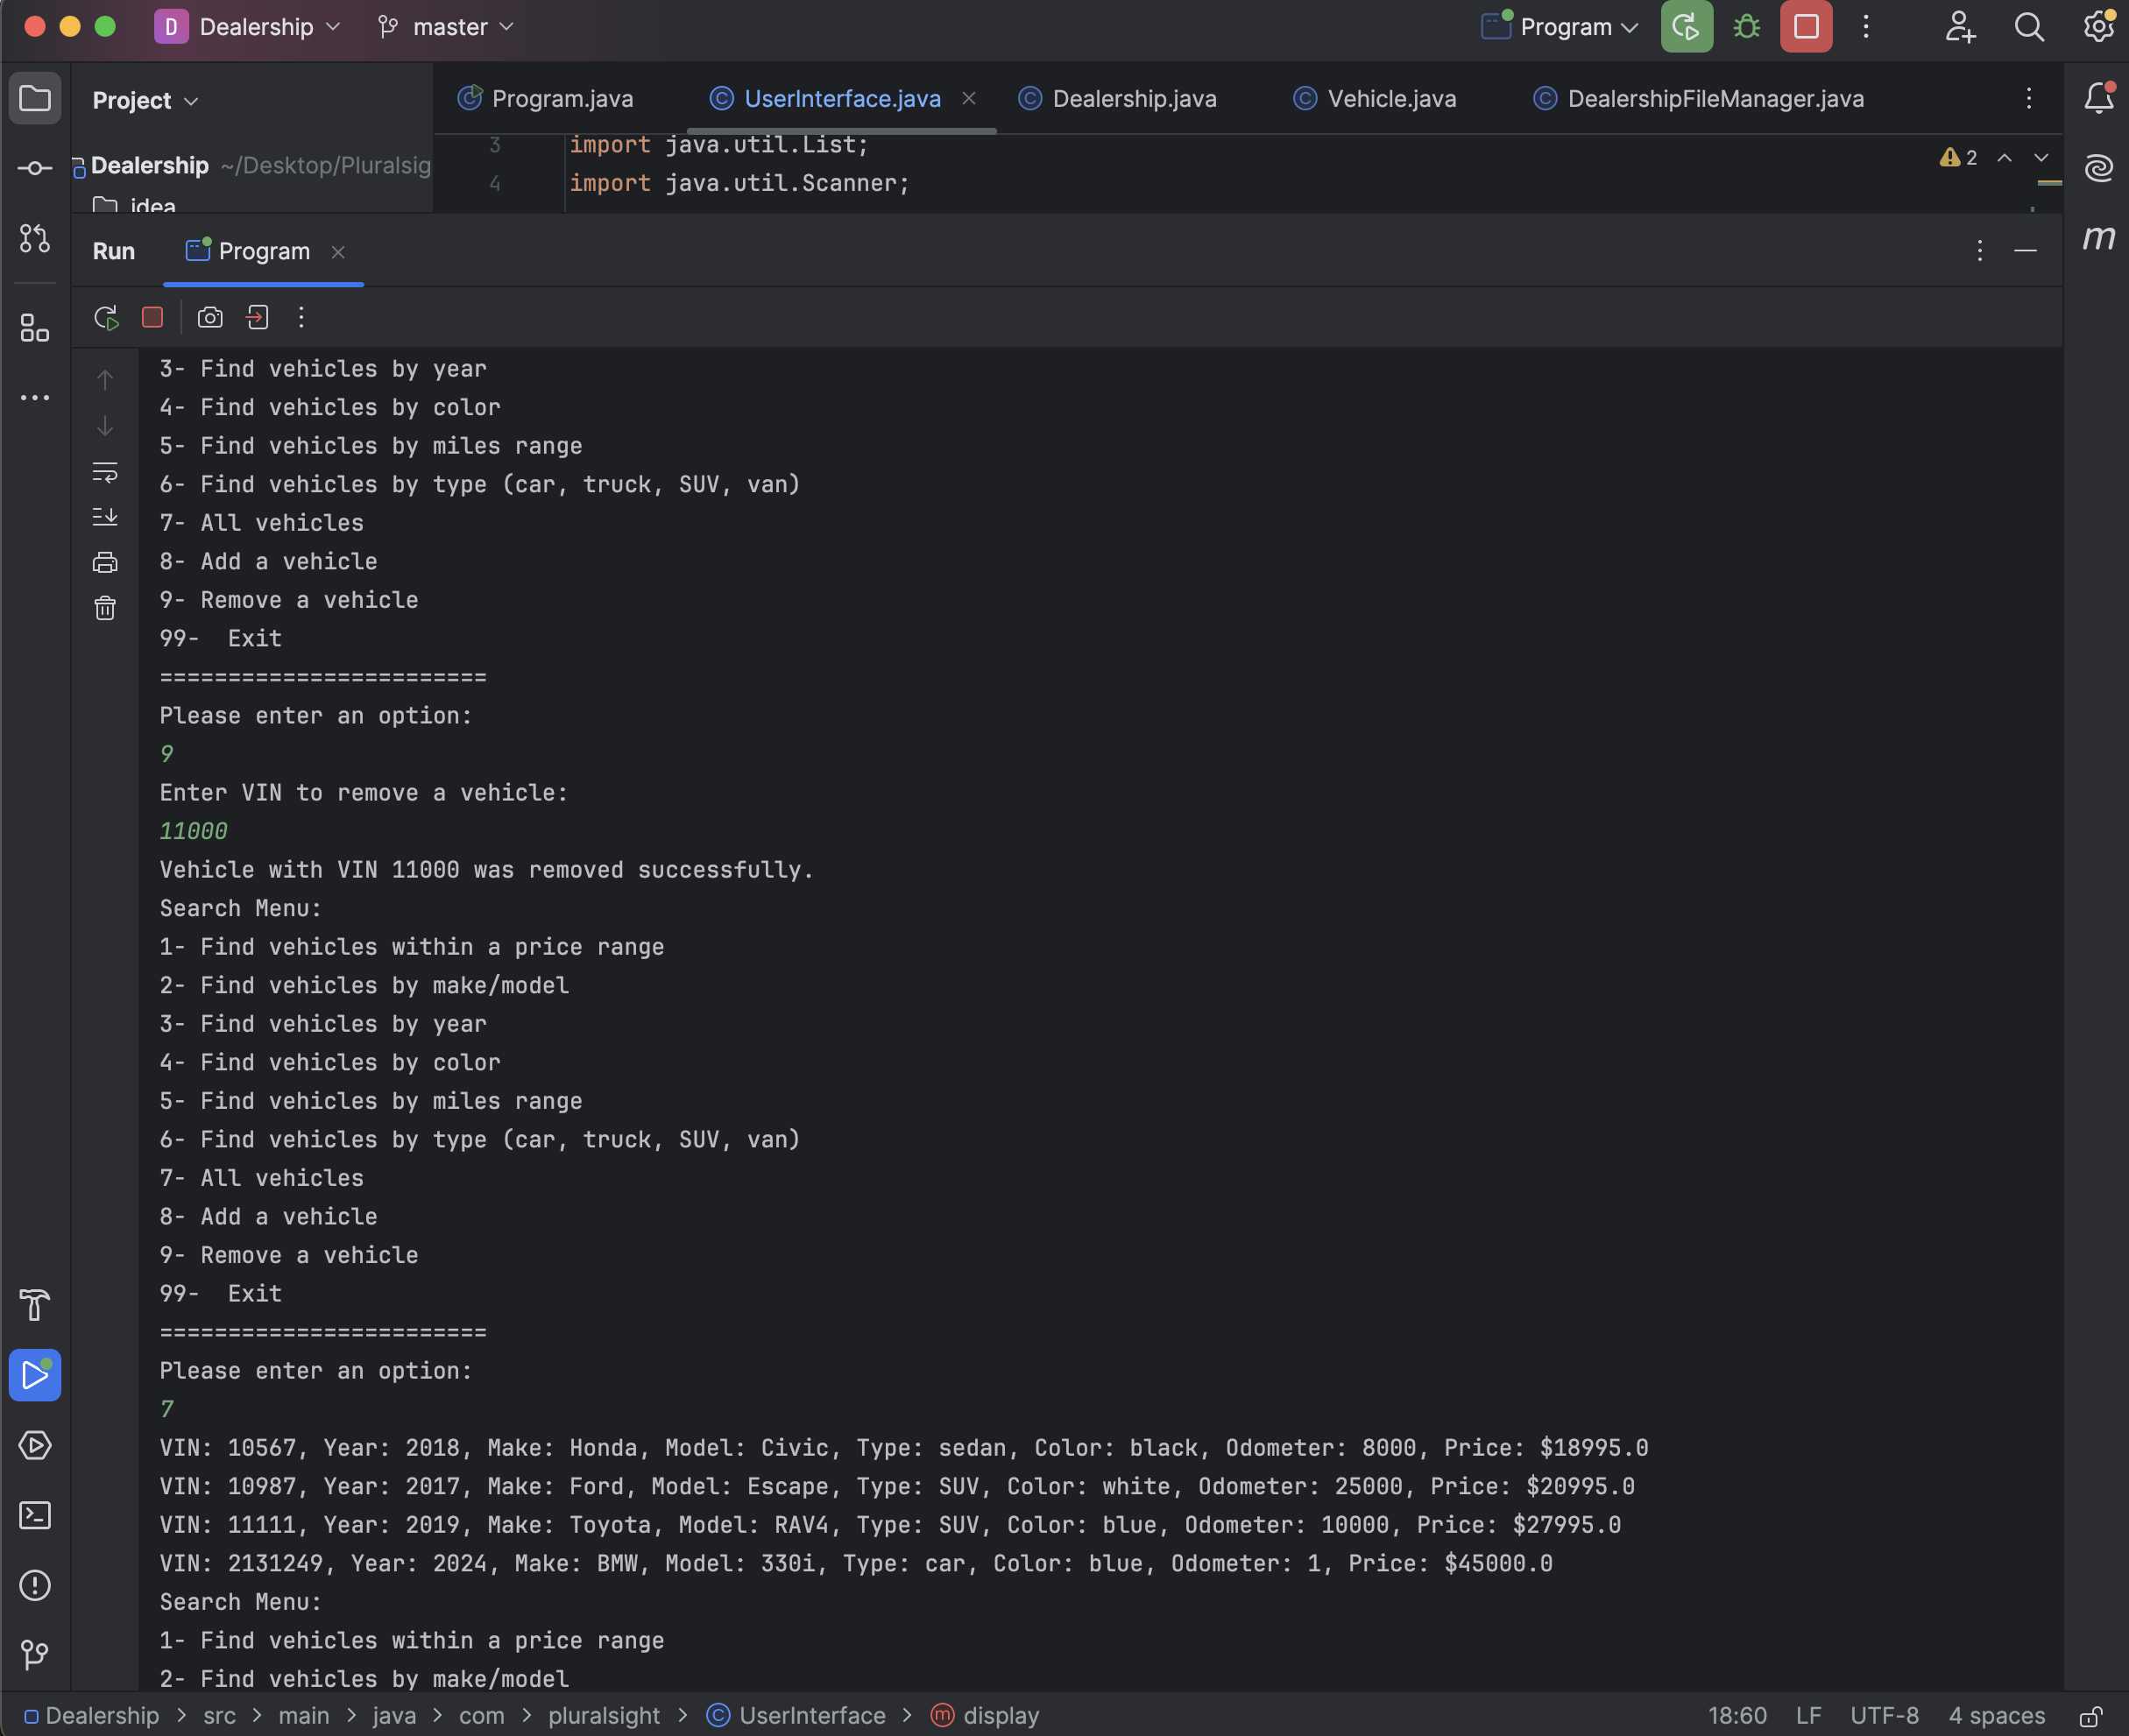 D Dealership master Program
Project
Program.java UserInterface.java Dealership.java Vehicle.java DealershipFileManager.java
Dealership ~/Desktop/Pluralsig
idea
3 import java.util.List;
4 import java.util.Scanner;
2
m
Run Program
3- Find vehicles by year
4- Find vehicles by color
5- Find vehicles by miles range
6- Find vehicles by type (car, truck, SUV, van)
7- All vehicles
8- Add a vehicle
9- Remove a vehicle
99-  Exit
========================
Please enter an option:
9
Enter VIN to remove a vehicle:
11000
Vehicle with VIN 11000 was removed successfully.
Search Menu:
1- Find vehicles within a price range
2- Find vehicles by make/model
3- Find vehicles by year
4- Find vehicles by color
5- Find vehicles by miles range
6- Find vehicles by type (car, truck, SUV, van)
7- All vehicles
8- Add a vehicle
9- Remove a vehicle
99-  Exit
========================
Please enter an option:
7
VIN: 10567, Year: 2018, Make: Honda, Model: Civic, Type: sedan, Color: black, Odometer: 8000, Price: $18995.0
VIN: 10987, Year: 2017, Make: Ford, Model: Escape, Type: SUV, Color: white, Odometer: 25000, Price: $20995.0
VIN: 11111, Year: 2019, Make: Toyota, Model: RAV4, Type: SUV, Color: blue, Odometer: 10000, Price: $27995.0
VIN: 2131249, Year: 2024, Make: BMW, Model: 330i, Type: car, Color: blue, Odometer: 1, Price: $45000.0
Search Menu:
1- Find vehicles within a price range
2- Find vehicles by make/model
Dealership > src > main > java > com > pluralsight > UserInterface > display 18:60 LF UTF-8 4 spaces